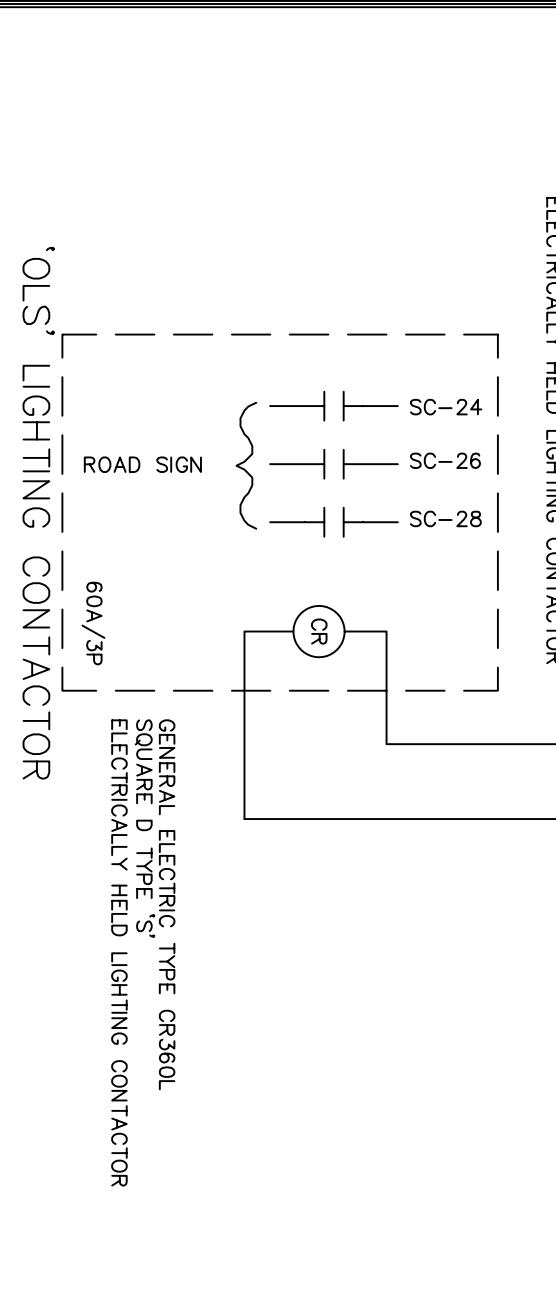 ELECTRICALLY HELD LIGHTING CONTACTOR
'OLS' LIGHTING CONTACTOR
ROAD SIGN
SC-24
SC-26
SC-28
60A/3P
CR
GENERAL ELECTRIC TYPE CR360L
SQUARE D TYPE 'S'
ELECTRICALLY HELD LIGHTING CONTACTOR